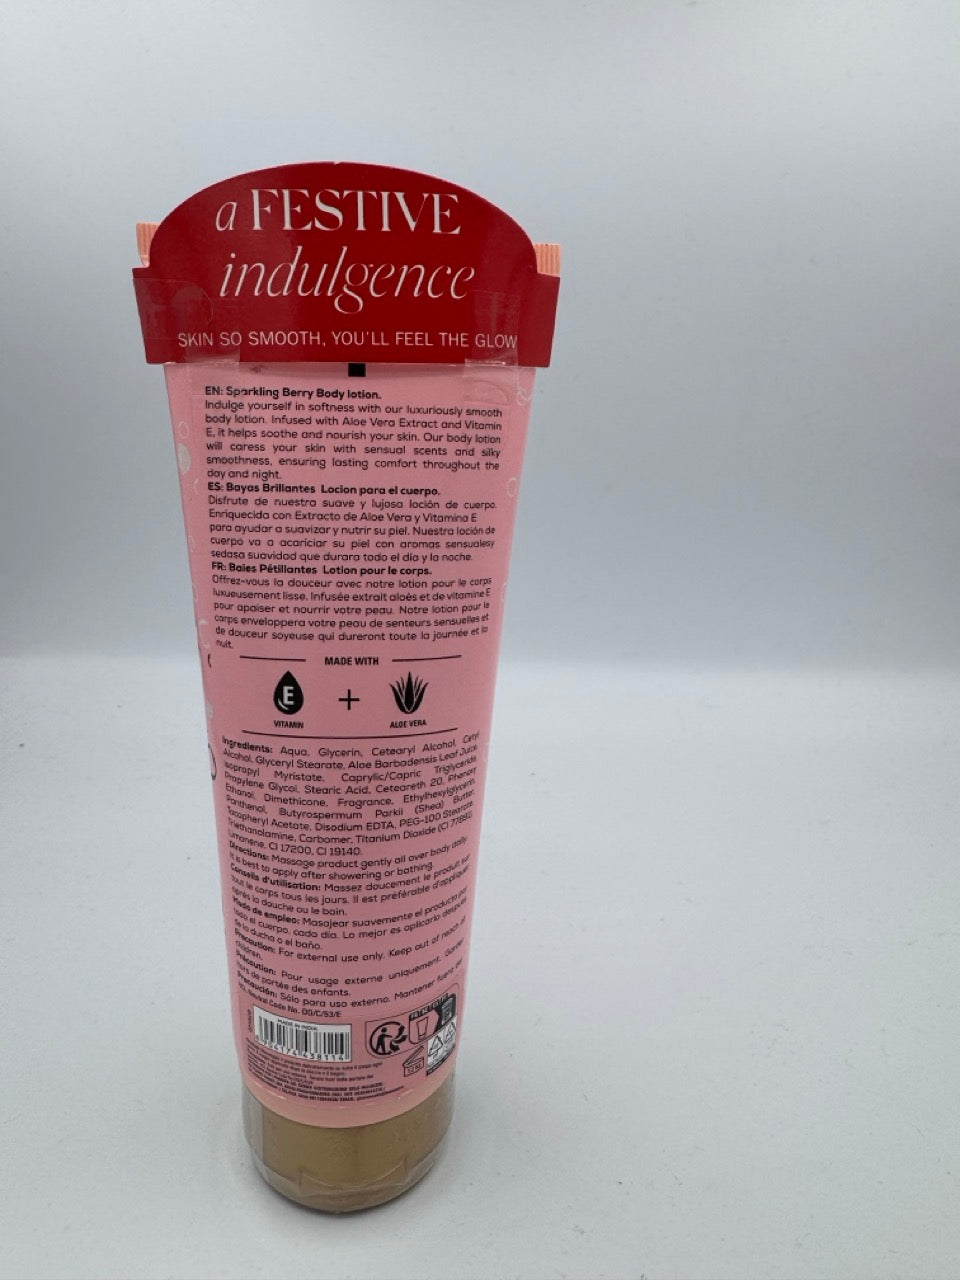 a FESTIVE
indulgence
SKIN SO SMOOTH, YOU'LL FEEL THE GLOW
EN: Sparkling Berry Body lotion.
Indulge yourself in softness with our luxuriously smooth
body lotion. Infused with Aloe Vera Extract and Vitamin
E, it helps soothe and nourish your skin. Our body lotion
will caress your skin with sensual scents and silky
smoothness, ensuring lasting comfort throughout the
day and night.
ES: Bayas Brillantes Locion para el cuerpo.
Disfrute de nuestra suave y lujosa loción de cuerpo.
Enriquecida con Extracto de Aloe Vera y Vitamina E
para ayudar a suavizar y nutrir su piel. Nuestra loción de
cuerpo va a acariciar su piel con aromas sensualesy
sedasa suavidad que durara todo el día y la noche.
FR: Baies Pétillantes Lotion pour le corps.
Offrez-vous la douceur avec notre lotion pour le corps
luxueusement lisse. Infusée extrait aloès et de vitamine E
pour apaiser et nourrir votre peau. Notre lotion pour le
corps enveloppera votre peau de senteurs sensuelles et
de douceur soyeuse qui dureront toute la journée et la
nuit.
MADE WITH
E + 
VITAMIN ALOE VERA
Ingredients: Aqua, Glycerin, Cetearyl Alcohol, Cetyl
Alcohol, Glyceryl Stearate, Aloe Barbadensis Leaf Juice,
Isopropyl Myristate, Caprylic/Capric Triglyceride,
Propylene Glycol, Stearic Acid, Ceteareth 20, Phenoxy
Ethanol, Dimethicone, Fragrance, Ethylhexylglycerin,
Panthenol, Butyrospermum Parkii (Shea) Butter,
Tocopheryl Acetate, Disodium EDTA, PEG-100 Stearate,
Triethanolamine, Carbomer, Titanium Dioxide (CI 77891),
Limonene, CI 17200, CI 19140.
Directions: Massage product gently all over body daily.
It is best to apply after showering or bathing.
Conseils d'utilisation: Massez doucement le produit sur
tout le corps tous les jours. Il est préférable d'appliquer
après la douche ou le bain.
Modo de empleo: Masajear suavemente el producto por
todo el cuerpo, cada día. Lo mejor es aplicarlo después
de la ducha o el baño.
Precaution: For external use only. Keep out of reach of
children.
Précaution: Pour usage externe uniquement. Garder
hors de portée des enfants.
Precaución: Sólo para uso externo. Mantener fuera del
Neutral Code No. DD/C/53/E
MADE IN INDIA